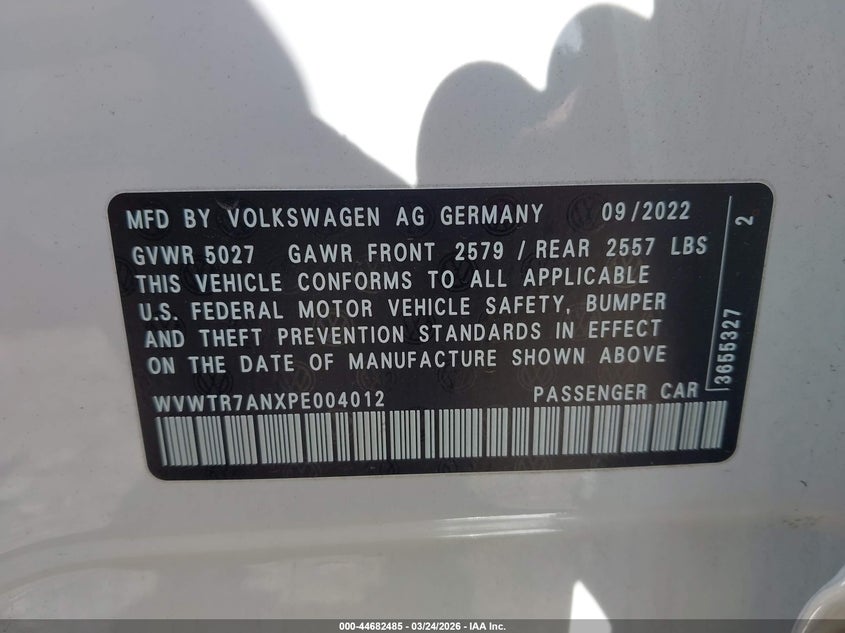 MFD BY VOLKSWAGEN AG GERMANY 09/2022
GVWR 5027 GAWR FRONT 2579 / REAR 2557 LBS
THIS VEHICLE CONFORMS TO ALL APPLICABLE
U.S. FEDERAL MOTOR VEHICLE SAFETY, BUMPER
AND THEFT PREVENTION STANDARDS IN EFFECT
ON THE DATE OF MANUFACTURE SHOWN ABOVE
WVWTR7ANXPE004012 PASSENGER CAR
3655327 2
000-44682485 - 03/24/2026 - IAA Inc.